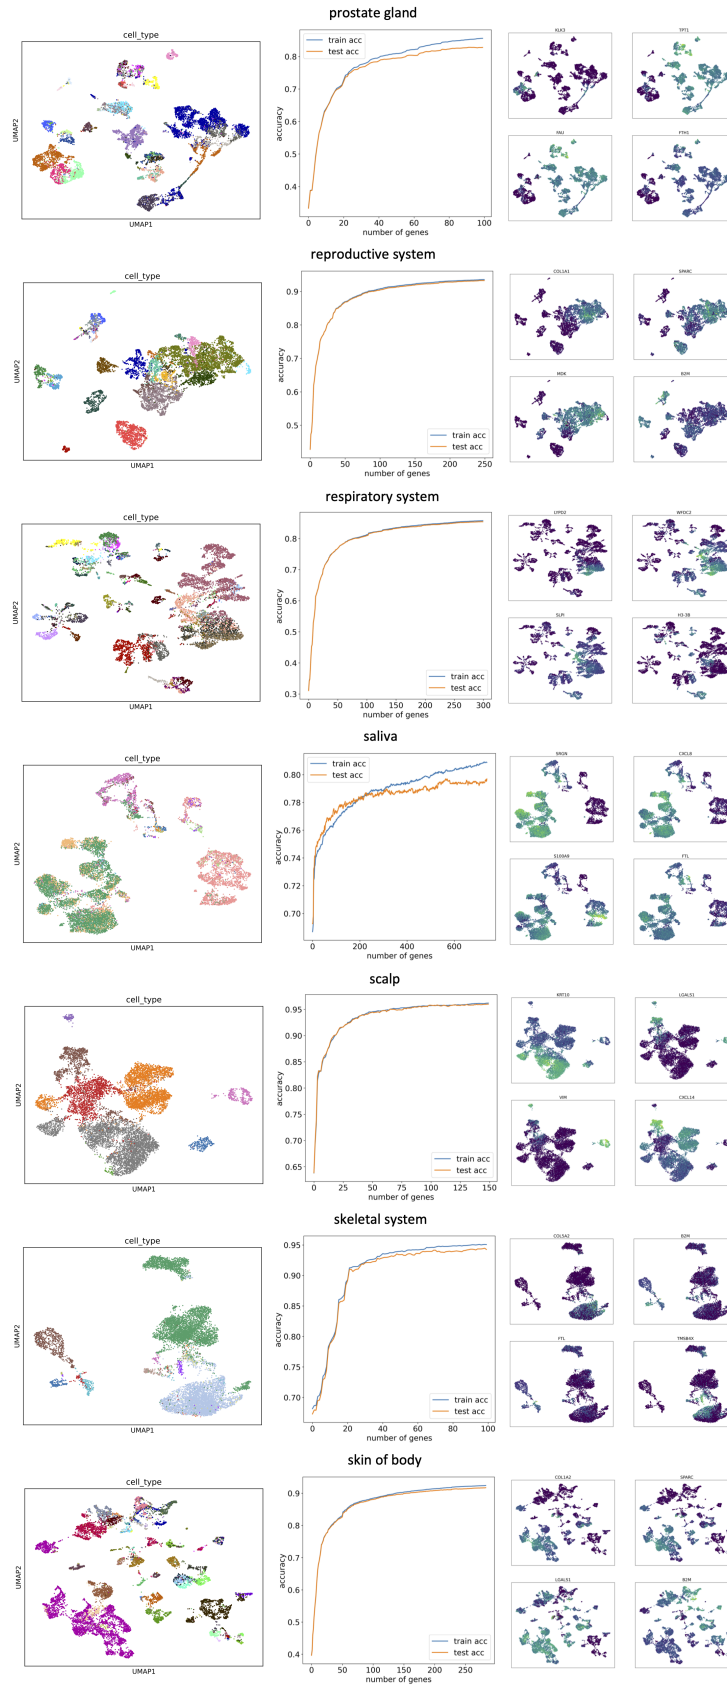 prostate gland
cell_type
UMAP2
UMAP1
train acc
test acc
accuracy
0.8
0.7
0.6
0.5
0.4
0 20 40 60 80 100
number of genes
KLK3 TPT1
FAU FTH1
reproductive system
cell_type
UMAP2
UMAP1
accuracy
0.9
0.8
0.7
0.6
0.5
train acc
test acc
0 50 100 150 200 250
number of genes
COL1A1 SPARC
MDK B2M
respiratory system
cell_type
UMAP2
UMAP1
accuracy
0.8
0.7
0.6
0.5
0.4
0.3
train acc
test acc
0 50 100 150 200 250 300
number of genes
LYPD2 WFDC2
SLPI H3-3B
saliva
cell_type
UMAP2
UMAP1
train acc
test acc
accuracy
0.80
0.78
0.76
0.74
0.72
0.70
0 200 400 600
number of genes
SRGN CXCL8
S100A9 FTL
scalp
cell_type
UMAP2
UMAP1
accuracy
0.95
0.90
0.85
0.80
0.75
0.70
0.65
train acc
test acc
0 25 50 75 100 125 150
number of genes
KRT10 LGALS1
VIM CXCL14
skeletal system
cell_type
UMAP2
UMAP1
accuracy
0.95
0.90
0.85
0.80
0.75
0.70
train acc
test acc
0 20 40 60 80 100
number of genes
COL5A2 B2M
FTL TMSB4X
skin of body
cell_type
UMAP2
UMAP1
accuracy
0.9
0.8
0.7
0.6
0.5
0.4
train acc
test acc
0 50 100 150 200 250
number of genes
COL1A2 SPARC
LGALS1 B2M